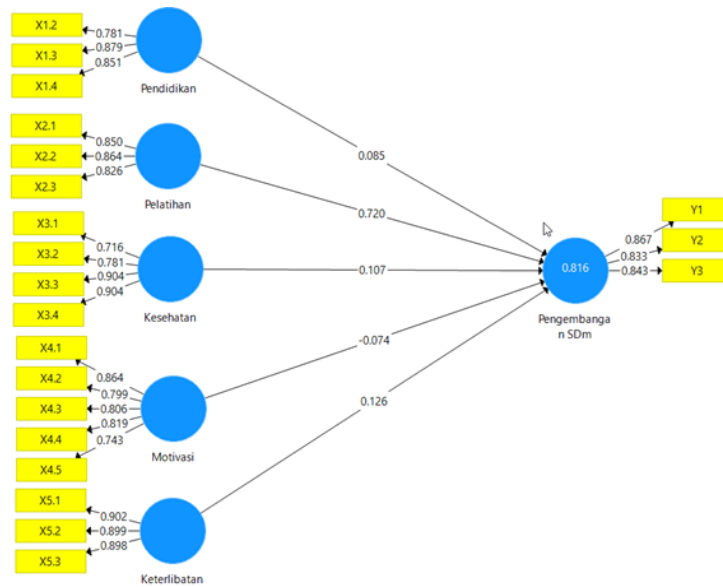 X1.2
0.781
X1.3
0.879
X1.4
0.851
Pendidikan
0.085
X2.1
0.850
X2.2
0.864
X2.3
0.826
Pelatihan
0.720
X3.1
0.716
X3.2
0.781
X3.3
0.904
X3.4
0.904
Kesehatan
0.107
X4.1
0.864
X4.2
0.799
X4.3
0.806
X4.4
0.819
X4.5
0.743
Motivasi
-0.074
X5.1
0.902
X5.2
0.899
X5.3
0.898
Keterlibatan
0.126
0.816
Pengembanga
n SDm
Y1
0.867
Y2
0.833
Y3
0.843